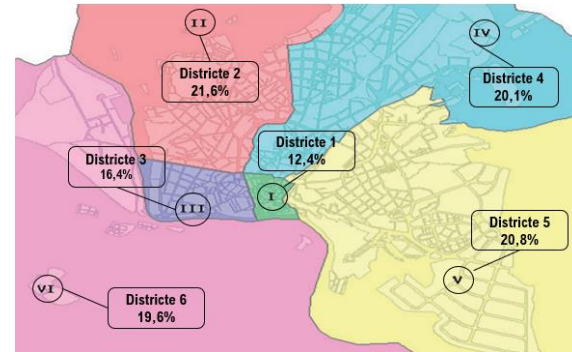 II
Districte 2
21,6%
IV
Districte 4
20,1%
Districte 1
12,4%
I
Districte 3
16,4%
III
Districte 5
20,8%
V
VI
Districte 6
19,6%